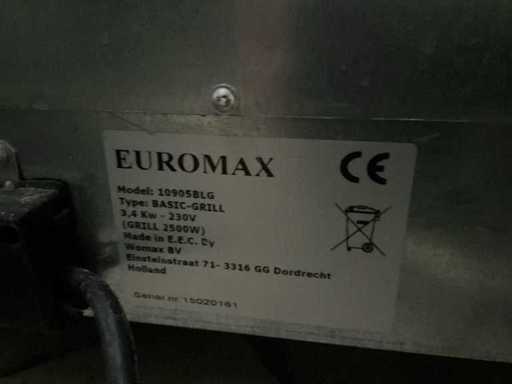 EUROMAX
CE
Model: 10905BLG
Type: BASIC-GRILL
3,4 Kw - 230V
(GRILL 2500W)
Made in E.E.C. By
Womax BV
Einsteinstraat 71- 3316 GG Dordrecht
Holland
Serial nr 15020161